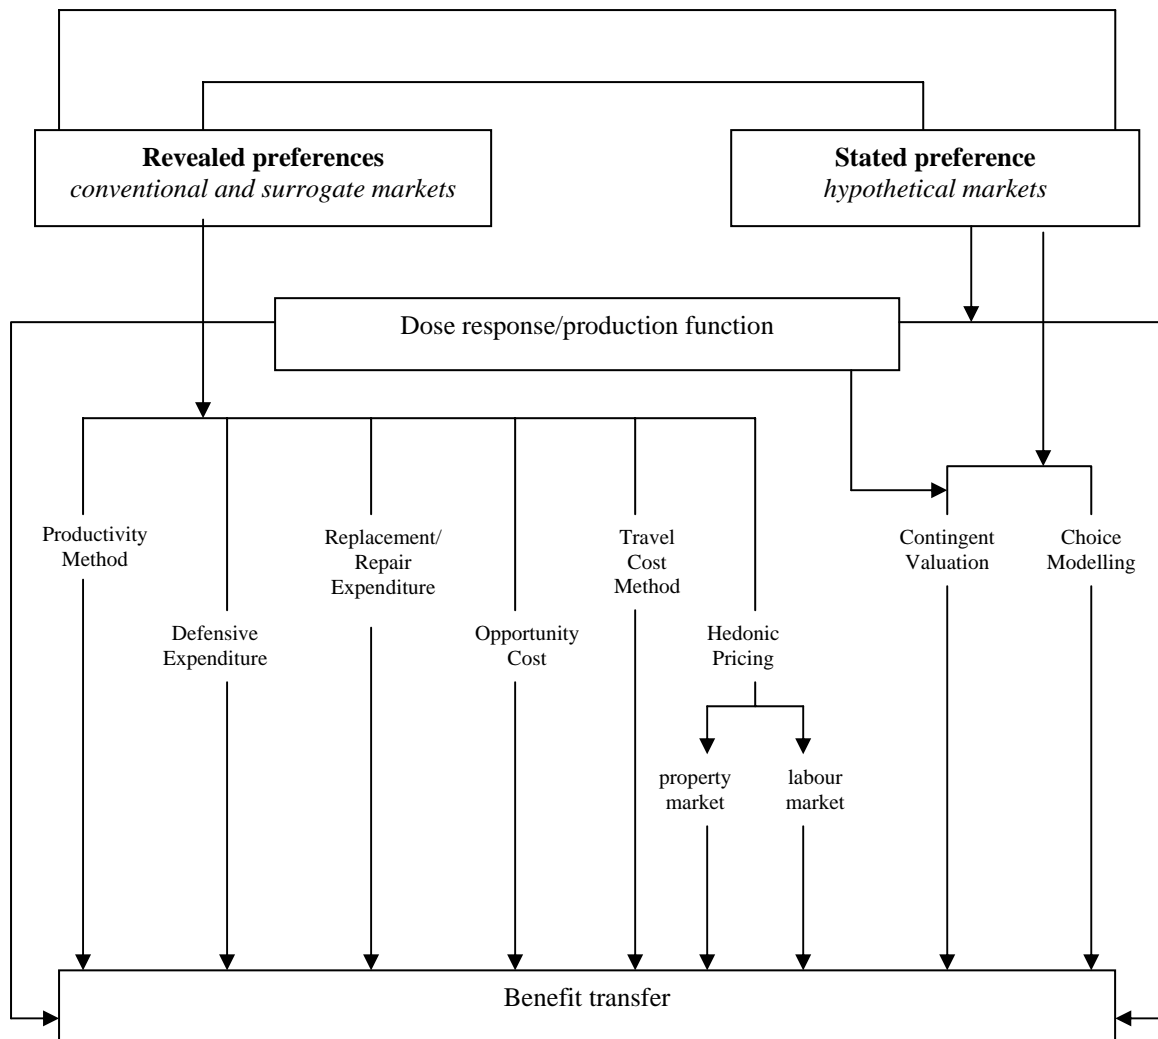 Revealed preferences
conventional and surrogate markets
Stated preference
hypothetical markets
Dose response/production function
Productivity
Method
Defensive
Expenditure
Replacement/
Repair
Expenditure
Opportunity
Cost
Travel
Cost
Method
Hedonic
Pricing
property
market
labour
market
Contingent
Valuation
Choice
Modelling
Benefit transfer